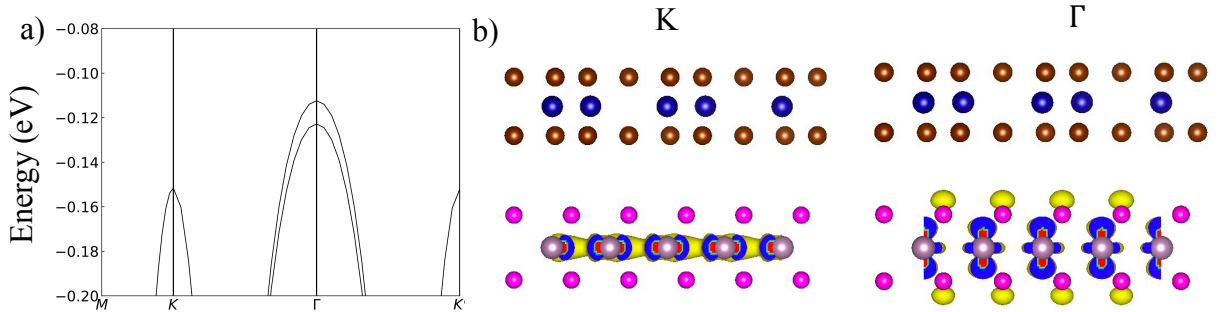 a)
Energy (eV)
−0.08
−0.10
−0.12
−0.14
−0.16
−0.18
−0.20
M K Γ K'
b)
K
Γ